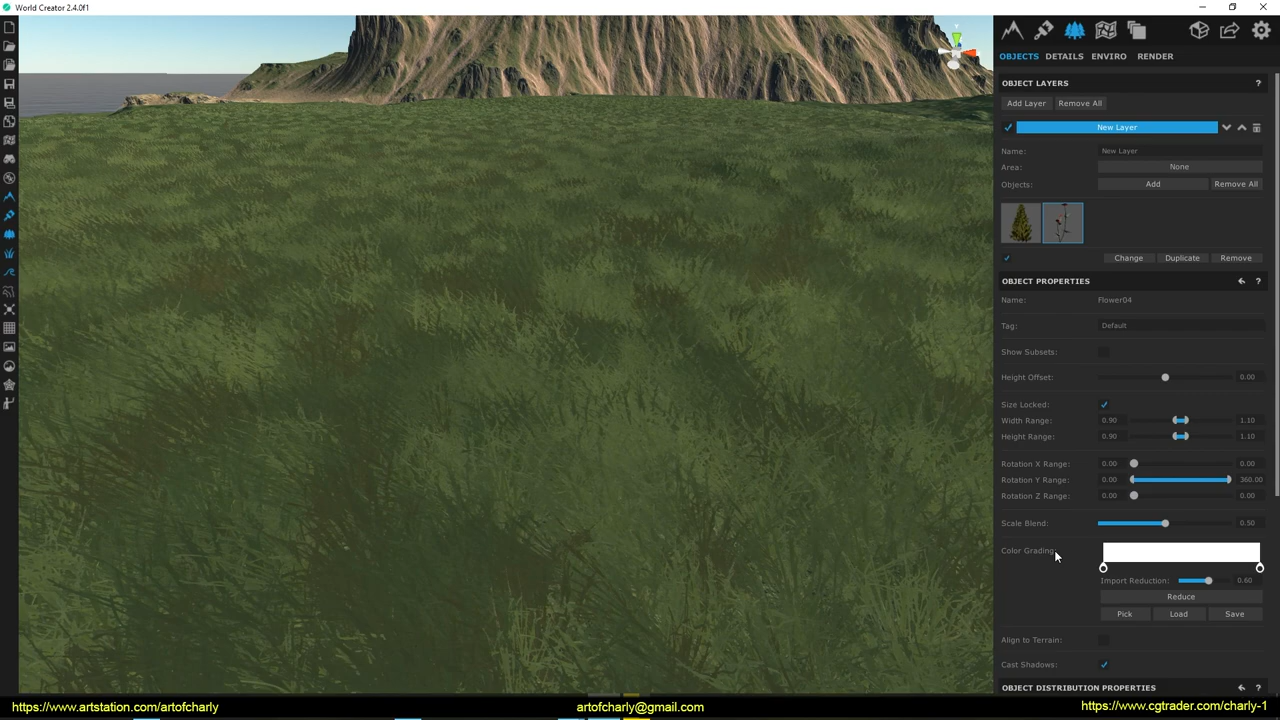 World Creator 2.4.0f1
Y
OBJECTS DETAILS ENVIRO RENDER
OBJECT LAYERS ?
Add Layer Remove All
New Layer
Name: New Layer
Area: None
Objects: Add Remove All
Change Duplicate Remove
OBJECT PROPERTIES ?
Name: Flower04
Tag: Default
Show Subsets:
Height Offset: 0.00
Size Locked:
Width Range: 0.90 1.10
Height Range: 0.90 1.10
Rotation X Range: 0.00 0.00
Rotation Y Range: 0.00 360.00
Rotation Z Range: 0.00 0.00
Scale Blend: 0.50
Color Grading:
Import Reduction: 0.60
Reduce
Pick Load Save
Align to Terrain:
Cast Shadows:
OBJECT DISTRIBUTION PROPERTIES ?
https://www.artstation.com/artofcharly artofcharly@gmail.com https://www.cgtrader.com/charly-1